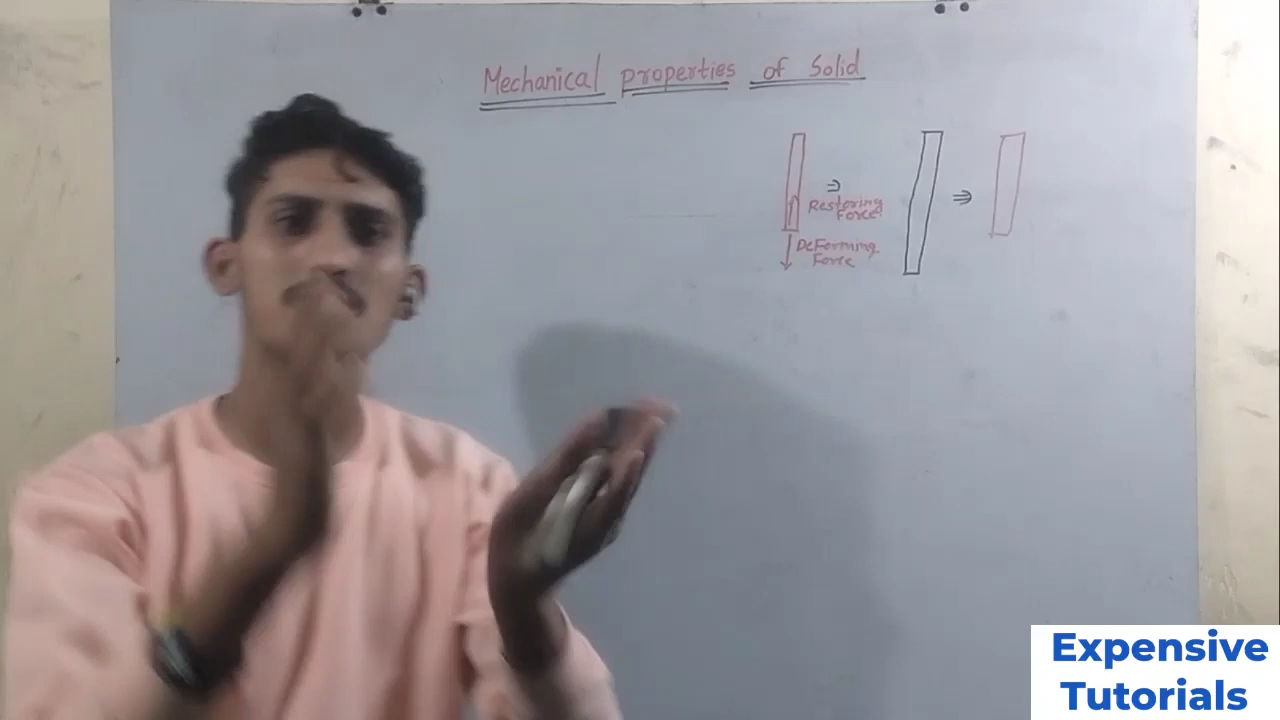 Mechanical properties of Solid
⇒
⇒
Restoring
Force
DeForming
Force
Expensive
Tutorials